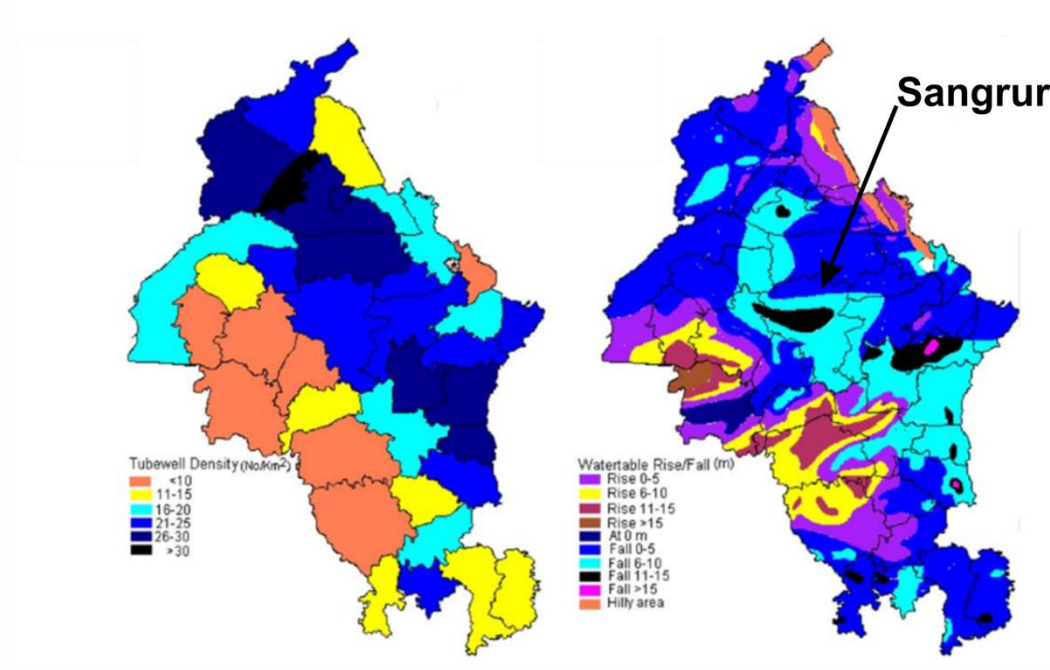 Sangrur
Tubewell Density (No/Km²)
<10
11-15
16-20
21-25
26-30
>30
Watertable Rise/Fall (m)
Rise 0-5
Rise 6-10
Rise 11-15
Rise >15
At 0 m
Fall 0-5
Fall 6-10
Fall 11-15
Fall >15
Hilly area